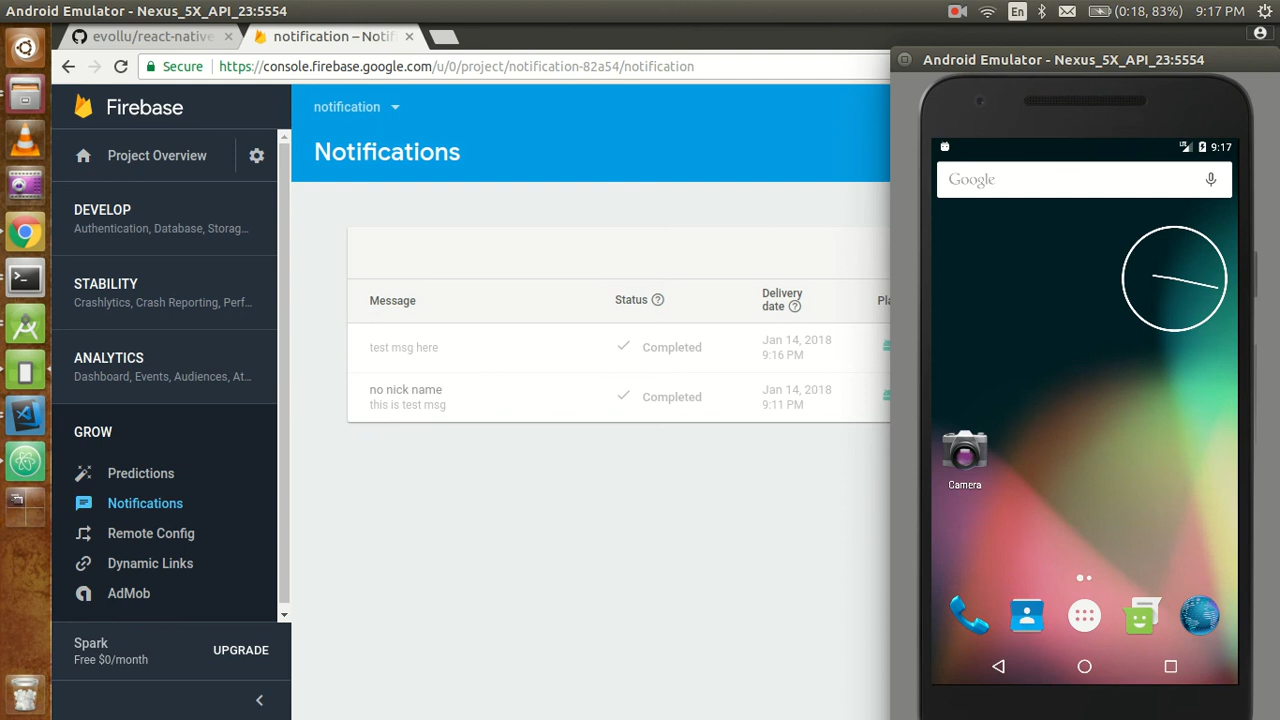 Android Emulator - Nexus_5X_API_23:5554
En
(0:18, 83%)
9:17 PM
evollu/react-native
notification – Notif
Secure
https://console.firebase.google.com/u/0/project/notification-82a54/notification
Android Emulator - Nexus_5X_API_23:5554
Firebase
notification
Project Overview
Notifications
DEVELOP
Authentication, Database, Storag...
STABILITY
Crashlytics, Crash Reporting, Perf...
ANALYTICS
Dashboard, Events, Audiences, At...
GROW
Predictions
Notifications
Remote Config
Dynamic Links
AdMob
Spark
Free $0/month
UPGRADE
Message
Status
Delivery
date
Pla
test msg here
Completed
Jan 14, 2018
9:16 PM
no nick name
this is test msg
Completed
Jan 14, 2018
9:11 PM
9:17
Google
Camera